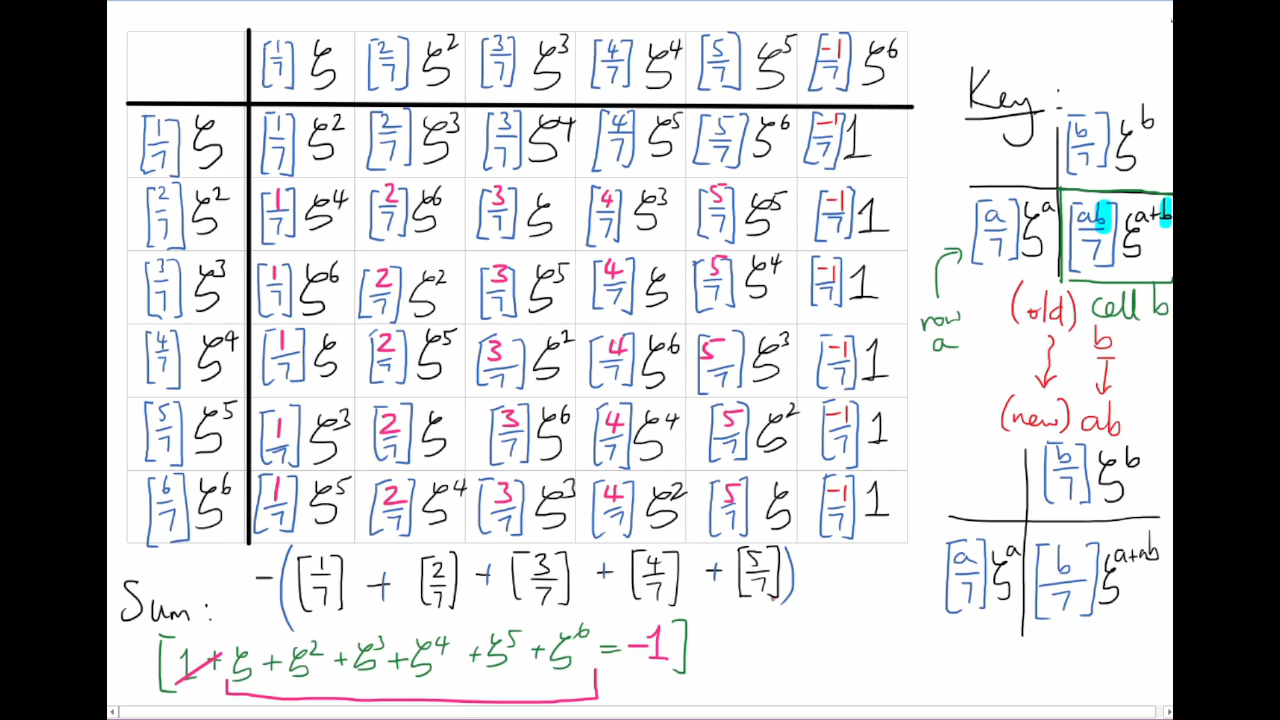 [1/7] ζ [2/7] ζ² [3/7] ζ³ [4/7] ζ⁴ [5/7] ζ⁵ [-1/7] ζ⁶
[1/7] ζ [1/7] ζ² [2/7] ζ³ [3/7] ζ⁴ [4/7] ζ⁵ [5/7] ζ⁶ [-1/7] 1
[2/7] ζ² [1/7] ζ⁴ [2/7] ζ⁶ [3/7] ζ [4/7] ζ³ [5/7] ζ⁵ [-1/7] 1
[3/7] ζ³ [1/7] ζ⁶ [2/7] ζ² [3/7] ζ⁵ [4/7] ζ [5/7] ζ⁴ [-1/7] 1
[4/7] ζ⁴ [1/7] ζ [2/7] ζ⁵ [3/7] ζ² [4/7] ζ⁶ [5/7] ζ³ [-1/7] 1
[5/7] ζ⁵ [1/7] ζ³ [2/7] ζ [3/7] ζ⁶ [4/7] ζ⁴ [5/7] ζ² [-1/7] 1
[6/7] ζ⁶ [1/7] ζ⁵ [2/7] ζ⁴ [3/7] ζ³ [4/7] ζ² [5/7] ζ [-1/7] 1
Sum: -([1/7] + [2/7] + [3/7] + [4/7] + [5/7])
[1 + ζ + ζ² + ζ³ + ζ⁴ + ζ⁵ + ζ⁶ = -1]
Key:
[b/7] ζ^b
[a/7] ζ^a [ab/7] ζ^(a+b)
row
a
cell b
(old) b
(new) ab
[b/7] ζ^b
[a/7] ζ^a [b/7] ζ^(a+ab)